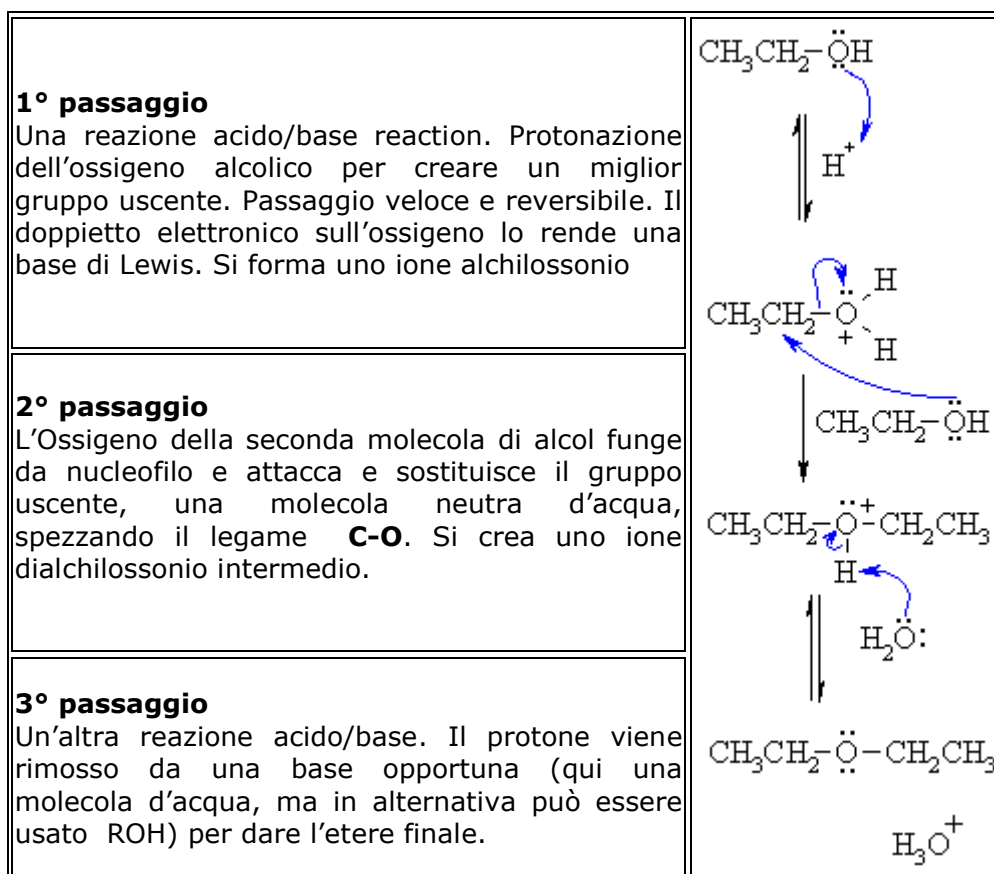 1° passaggio
Una reazione acido/base reaction. Protonazione
dell’ossigeno alcolico per creare un miglior
gruppo uscente. Passaggio veloce e reversibile. Il
doppietto elettronico sull’ossigeno lo rende una
base di Lewis. Si forma uno ione alchilossonio
2° passaggio
L’Ossigeno della seconda molecola di alcol funge
da nucleofilo e attacca e sostituisce il gruppo
uscente, una molecola neutra d’acqua,
spezzando il legame C-O. Si crea uno ione
dialchilossonio intermedio.
3° passaggio
Un’altra reazione acido/base. Il protone viene
rimosso da una base opportuna (qui una
molecola d’acqua, ma in alternativa può essere
usato ROH) per dare l’etere finale.
CH₃CH₂-ÖH
H⁺
H
CH₃CH₂-Ö
+
H
CH₃CH₂-ÖH
CH₃CH₂-Ö⁺-CH₂CH₃
H
H₂Ö:
CH₃CH₂-Ö-CH₂CH₃
H₃O⁺